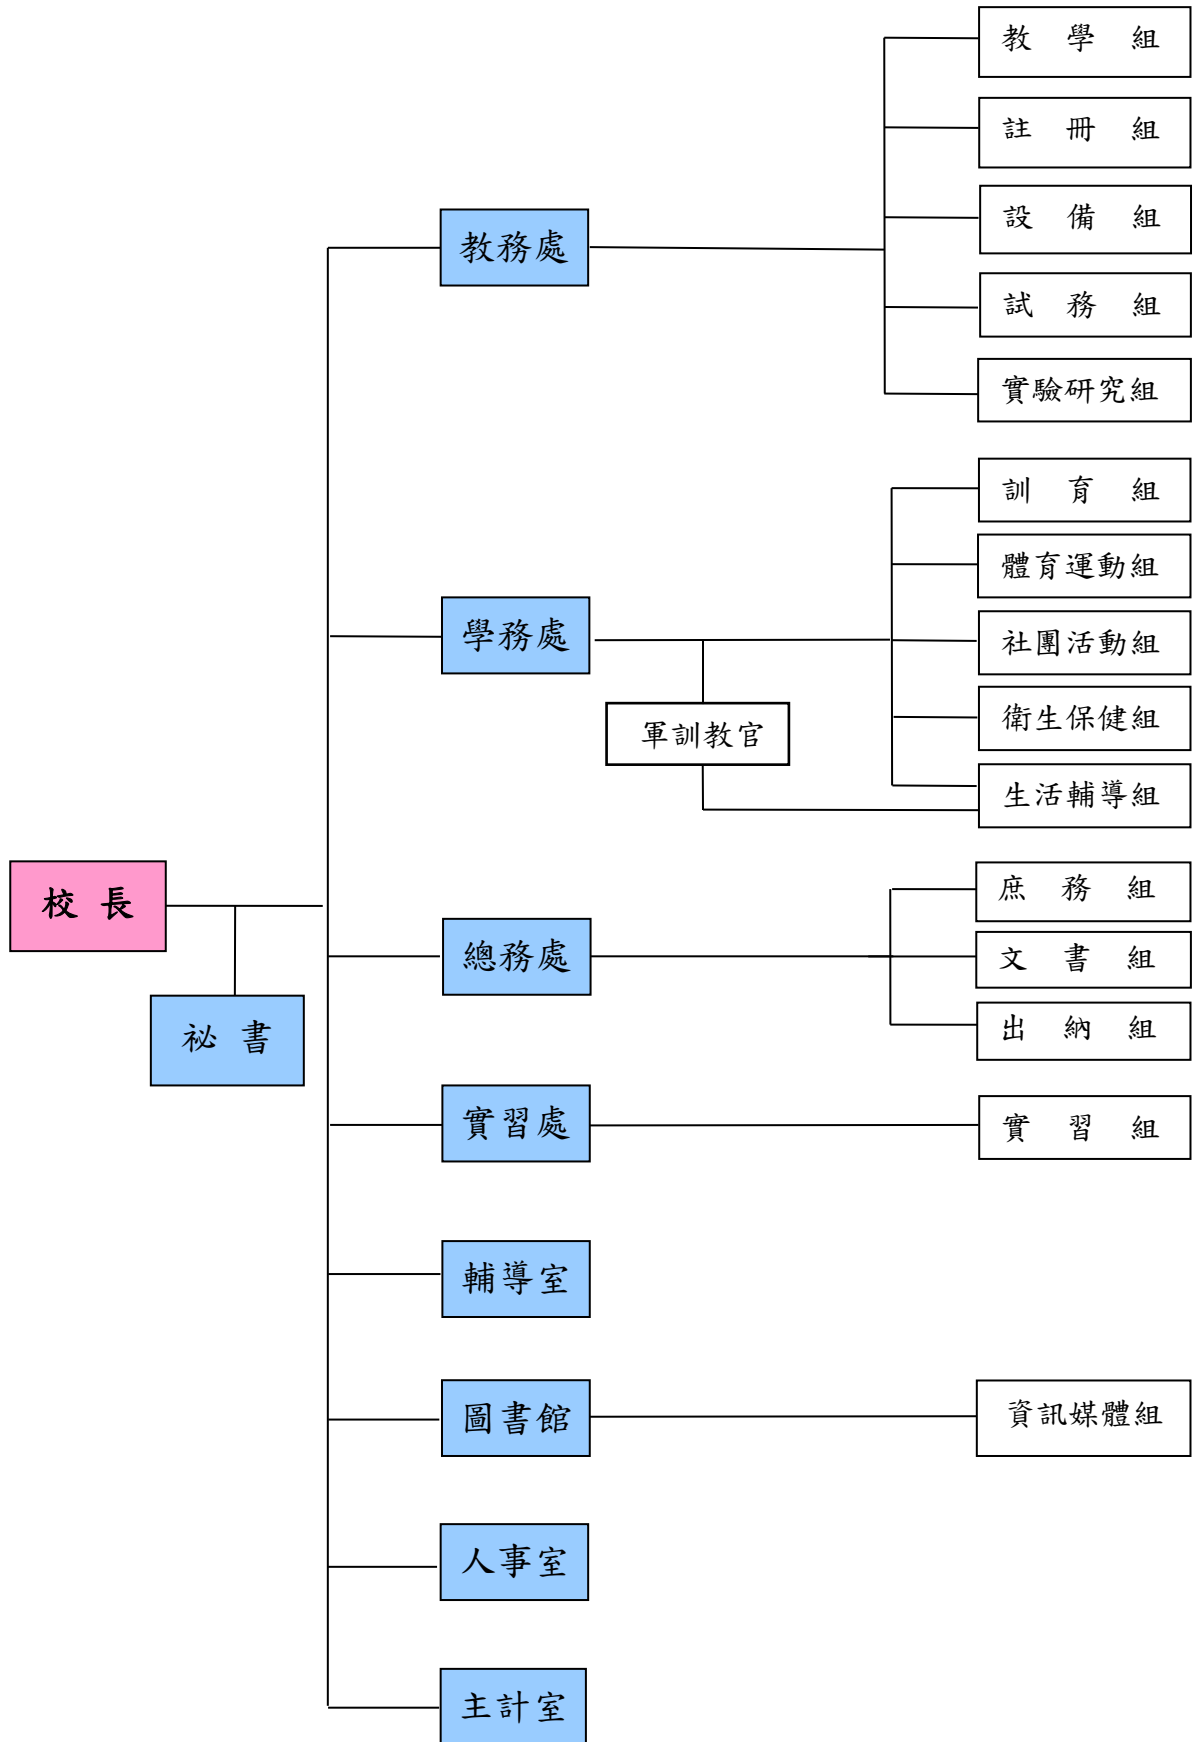 校 長
祕 書
教務處
教 學 組
註 冊 組
設 備 組
試 務 組
實驗研究組
學務處
軍訓教官
訓 育 組
體育運動組
社團活動組
衛生保健組
生活輔導組
總務處
庶 務 組
文 書 組
出 納 組
實習處
實 習 組
輔導室
圖書館
資訊媒體組
人事室
主計室